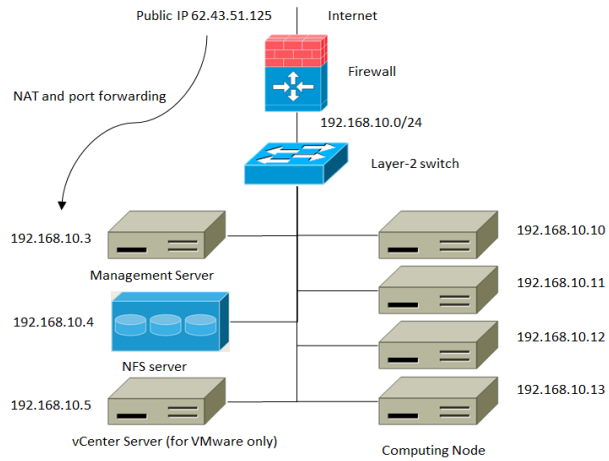 Public IP 62.43.51.125
Internet
Firewall
NAT and port forwarding
192.168.10.0/24
Layer-2 switch
192.168.10.3
Management Server
192.168.10.10
192.168.10.11
192.168.10.4
NFS server
192.168.10.12
192.168.10.5
vCenter Server (for VMware only)
192.168.10.13
Computing Node